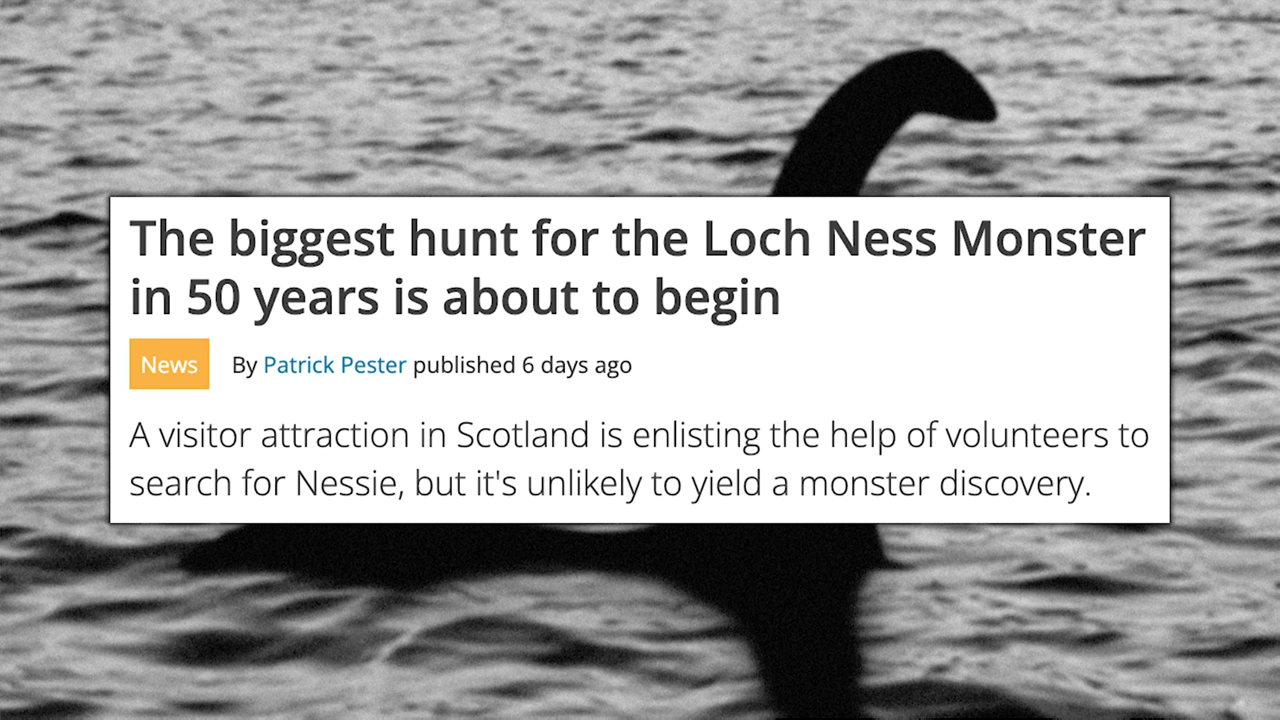 The biggest hunt for the Loch Ness Monster
in 50 years is about to begin
News By Patrick Pester published 6 days ago
A visitor attraction in Scotland is enlisting the help of volunteers to
search for Nessie, but it's unlikely to yield a monster discovery.